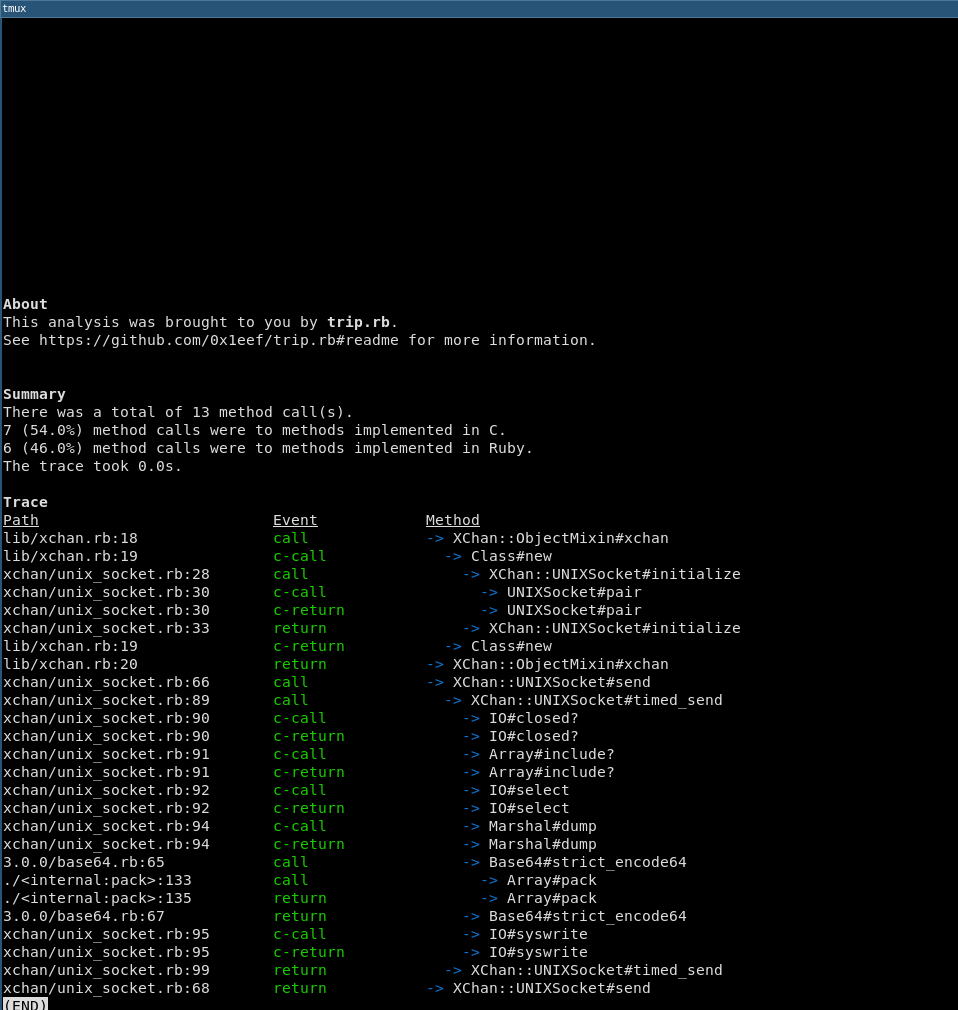 tmux
About
This analysis was brought to you by trip.rb.
See https://github.com/0x1eef/trip.rb#readme for more information.
Summary
There was a total of 13 method call(s).
7 (54.0%) method calls were to methods implemented in C.
6 (46.0%) method calls were to methods implemented in Ruby.
The trace took 0.0s.
Trace
Path Event Method
lib/xchan.rb:18 call -> XChan::ObjectMixin#xchan
lib/xchan.rb:19 c-call -> Class#new
xchan/unix_socket.rb:28 call -> XChan::UNIXSocket#initialize
xchan/unix_socket.rb:30 c-call -> UNIXSocket#pair
xchan/unix_socket.rb:30 c-return -> UNIXSocket#pair
xchan/unix_socket.rb:33 return -> XChan::UNIXSocket#initialize
lib/xchan.rb:19 c-return -> Class#new
lib/xchan.rb:20 return -> XChan::ObjectMixin#xchan
xchan/unix_socket.rb:66 call -> XChan::UNIXSocket#send
xchan/unix_socket.rb:89 call -> XChan::UNIXSocket#timed_send
xchan/unix_socket.rb:90 c-call -> IO#closed?
xchan/unix_socket.rb:90 c-return -> IO#closed?
xchan/unix_socket.rb:91 c-call -> Array#include?
xchan/unix_socket.rb:91 c-return -> Array#include?
xchan/unix_socket.rb:92 c-call -> IO#select
xchan/unix_socket.rb:92 c-return -> IO#select
xchan/unix_socket.rb:94 c-call -> Marshal#dump
xchan/unix_socket.rb:94 c-return -> Marshal#dump
3.0.0/base64.rb:65 call -> Base64#strict_encode64
./<internal:pack>:133 call -> Array#pack
./<internal:pack>:135 return -> Array#pack
3.0.0/base64.rb:67 return -> Base64#strict_encode64
xchan/unix_socket.rb:95 c-call -> IO#syswrite
xchan/unix_socket.rb:95 c-return -> IO#syswrite
xchan/unix_socket.rb:99 return -> XChan::UNIXSocket#timed_send
xchan/unix_socket.rb:68 return -> XChan::UNIXSocket#send
(END)